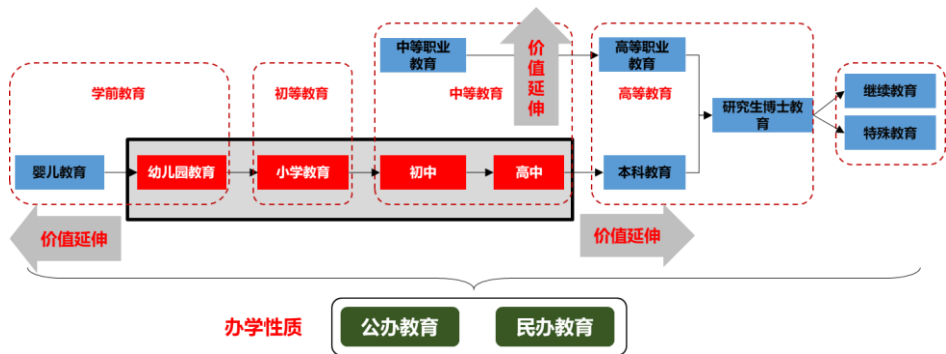 中等职业
教育
价
值
延
伸
高等职业
教育
学前教育
初等教育
中等教育
高等教育
研究生博士教
育
继续教育
特殊教育
婴儿教育
幼儿园教育
小学教育
初中
高中
本科教育
价值延伸
价值延伸
办学性质
公办教育
民办教育